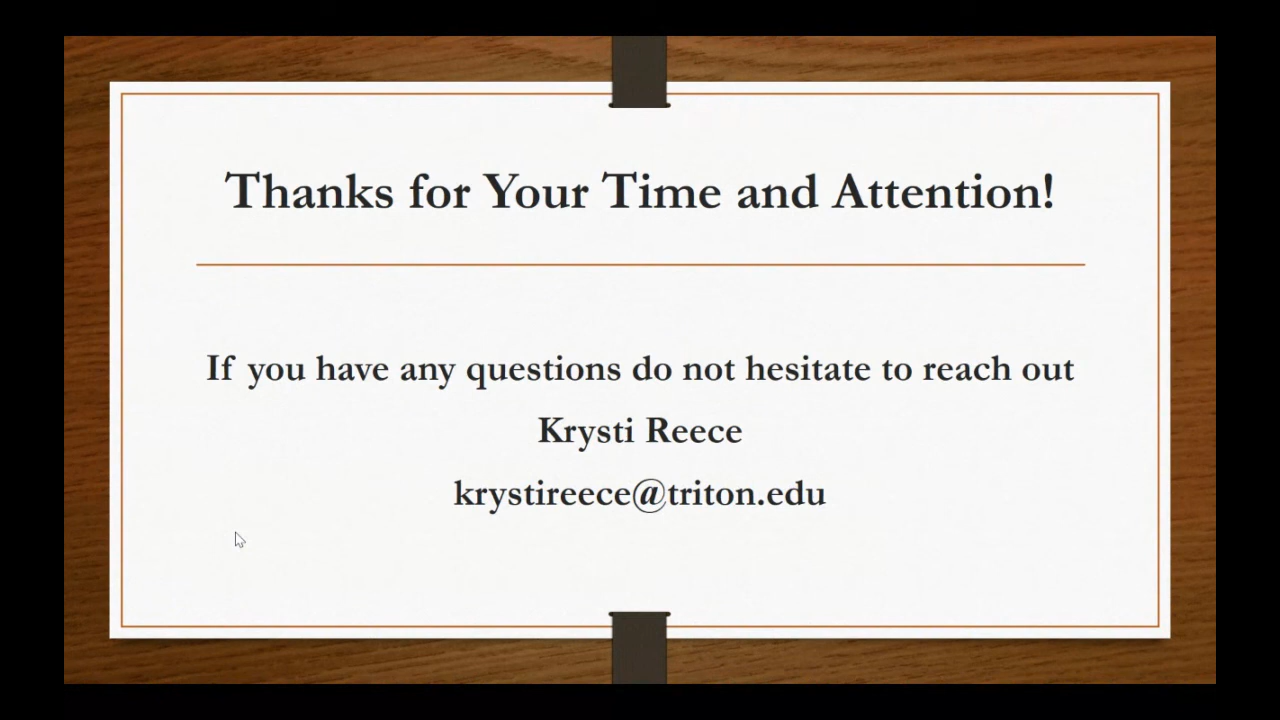 Thanks for Your Time and Attention!
If you have any questions do not hesitate to reach out
Krysti Reece
krystireece@triton.edu